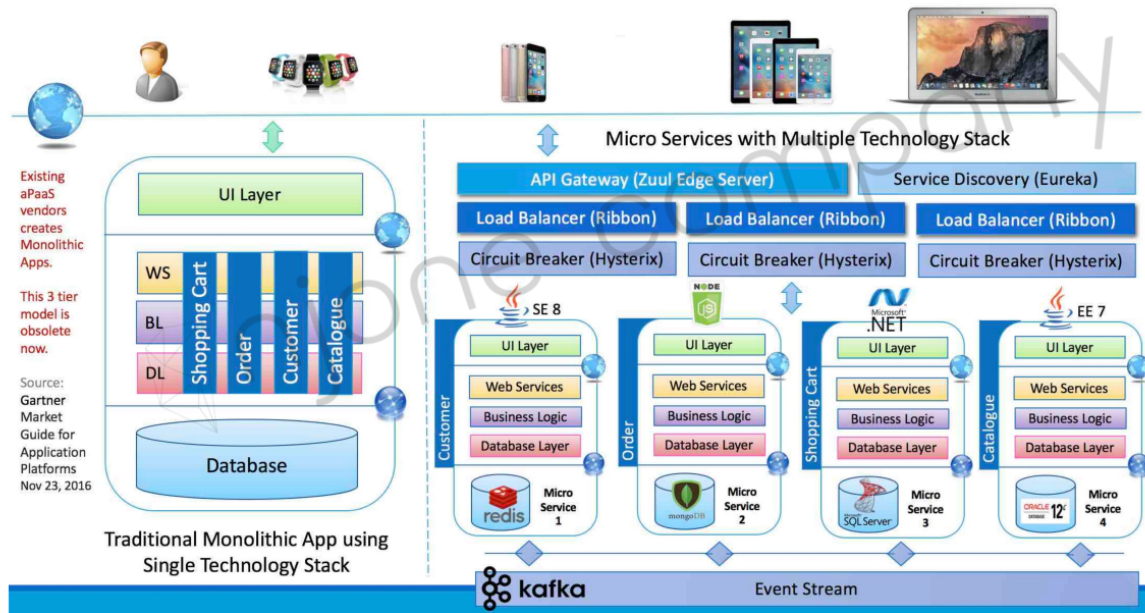 Existing
aPaaS
vendors
creates
Monolithic
Apps.
This 3 tier
model is
obsolete
now.
Source:
Gartner
Market
Guide for
Application
Platforms
Nov 23, 2016
UI Layer
WS
BL
DL
Shopping Cart
Order
Customer
Catalogue
Database
Traditional Monolithic App using
Single Technology Stack
Micro Services with Multiple Technology Stack
API Gateway (Zuul Edge Server)
Service Discovery (Eureka)
Load Balancer (Ribbon)
Load Balancer (Ribbon)
Load Balancer (Ribbon)
Circuit Breaker (Hysterix)
Circuit Breaker (Hysterix)
Circuit Breaker (Hysterix)
Java
SE 8
Customer
UI Layer
Web Services
Business Logic
Database Layer
redis
Micro
Service
1
NODE
JS
Order
UI Layer
Web Services
Business Logic
Database Layer
mongoDB
Micro
Service
2
Microsoft
.NET
Shopping Cart
UI Layer
Web Services
Business Logic
Database Layer
Microsoft
SQL Server
Micro
Service
3
Java
EE 7
Catalogue
UI Layer
Web Services
Business Logic
Database Layer
ORACLE
DATABASE
12c
Micro
Service
4
kafka
Event Stream
ajone company